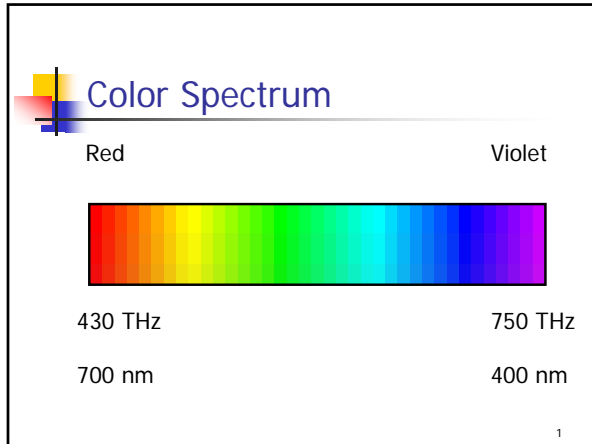 Color Spectrum
Red Violet
430 THz 750 THz
700 nm 400 nm
1